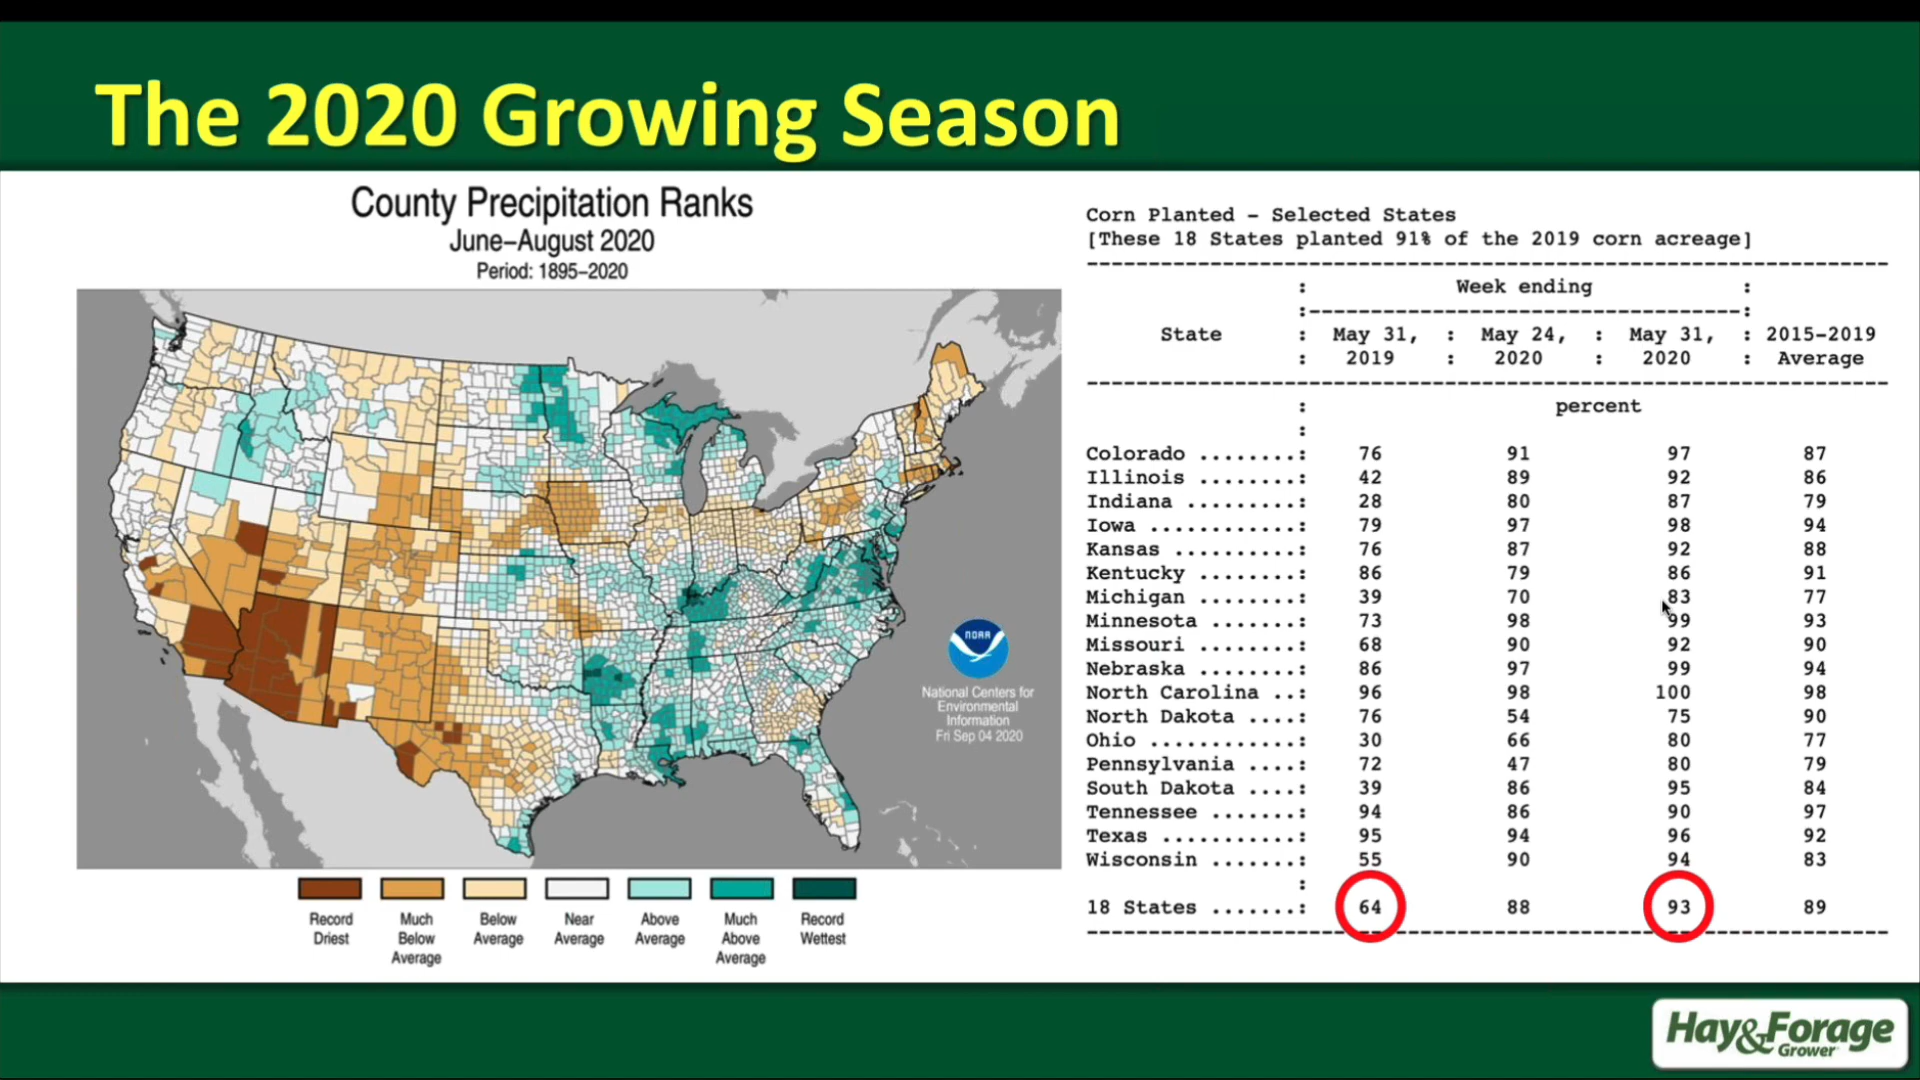 The 2020 Growing Season
County Precipitation Ranks
June–August 2020
Period: 1895–2020
NOAA
National Centers for
Environmental
Information
Fri Sep 04 2020
Record
Driest
Much
Below
Average
Below
Average
Near
Average
Above
Average
Much
Above
Average
Record
Wettest
Corn Planted - Selected States
[These 18 States planted 91% of the 2019 corn acreage]
--------------------------------------------------------------------
: Week ending :
:-----------------------------------:
State : May 31, : May 24, : May 31, : 2015-2019
: 2019 : 2020 : 2020 : Average
--------------------------------------------------------------------
: percent
:
Colorado ........: 76 91 97 87
Illinois ........: 42 89 92 86
Indiana .........: 28 80 87 79
Iowa ............: 79 97 98 94
Kansas ..........: 76 87 92 88
Kentucky ........: 86 79 86 91
Michigan ........: 39 70 83 77
Minnesota .......: 73 98 99 93
Missouri ........: 68 90 92 90
Nebraska ........: 86 97 99 94
North Carolina ..: 96 98 100 98
North Dakota ....: 76 54 75 90
Ohio ............: 30 66 80 77
Pennsylvania ....: 72 47 80 79
South Dakota ....: 39 86 95 84
Tennessee .......: 94 86 90 97
Texas ...........: 95 94 96 92
Wisconsin .......: 55 90 94 83
:
18 States .......: 64 88 93 89
--------------------------------------------------------------------
Hay&Forage
Grower